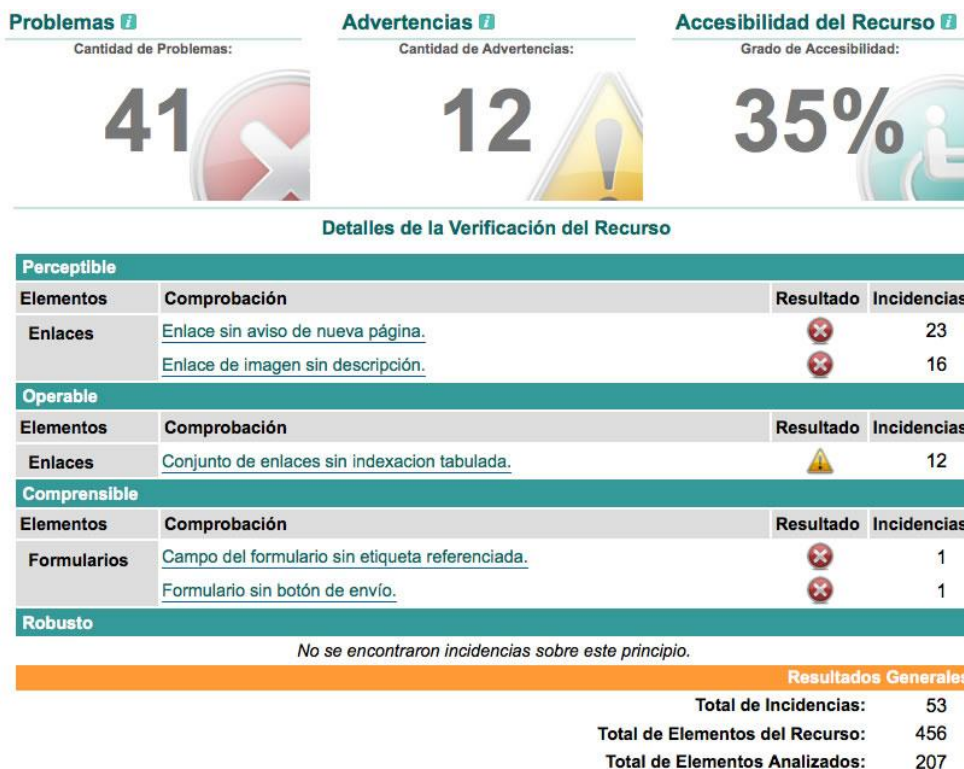 Problemas i
Advertencias i
Accesibilidad del Recurso i
Cantidad de Problemas:
Cantidad de Advertencias:
Grado de Accesibilidad:
41
12
35%
Detalles de la Verificación del Recurso
Perceptible
Elementos Comprobación Resultado Incidencias
Enlaces Enlace sin aviso de nueva página. 23
Enlace de imagen sin descripción. 16
Operable
Elementos Comprobación Resultado Incidencias
Enlaces Conjunto de enlaces sin indexacion tabulada. 12
Comprensible
Elementos Comprobación Resultado Incidencias
Formularios Campo del formulario sin etiqueta referenciada. 1
Formulario sin botón de envío. 1
Robusto
No se encontraron incidencias sobre este principio.
Resultados Generales
Total de Incidencias: 53
Total de Elementos del Recurso: 456
Total de Elementos Analizados: 207